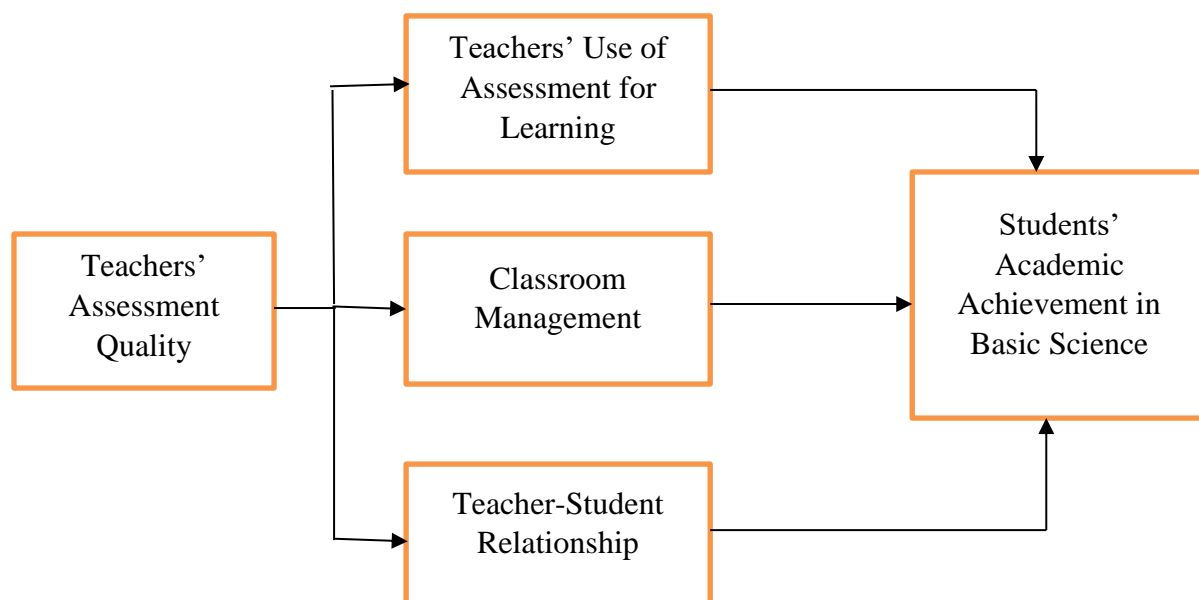 Teachers’ Use of
Assessment for
Learning
Teachers’
Assessment
Quality
Classroom
Management
Students’
Academic
Achievement in
Basic Science
Teacher-Student
Relationship